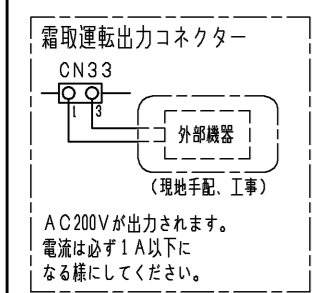 霜取運転出力コネクター
CN33
1 3
外部機器
(現地手配、工事)
AC200Vが出力されます。
電流は必ず1A以下に
なる様にしてください。